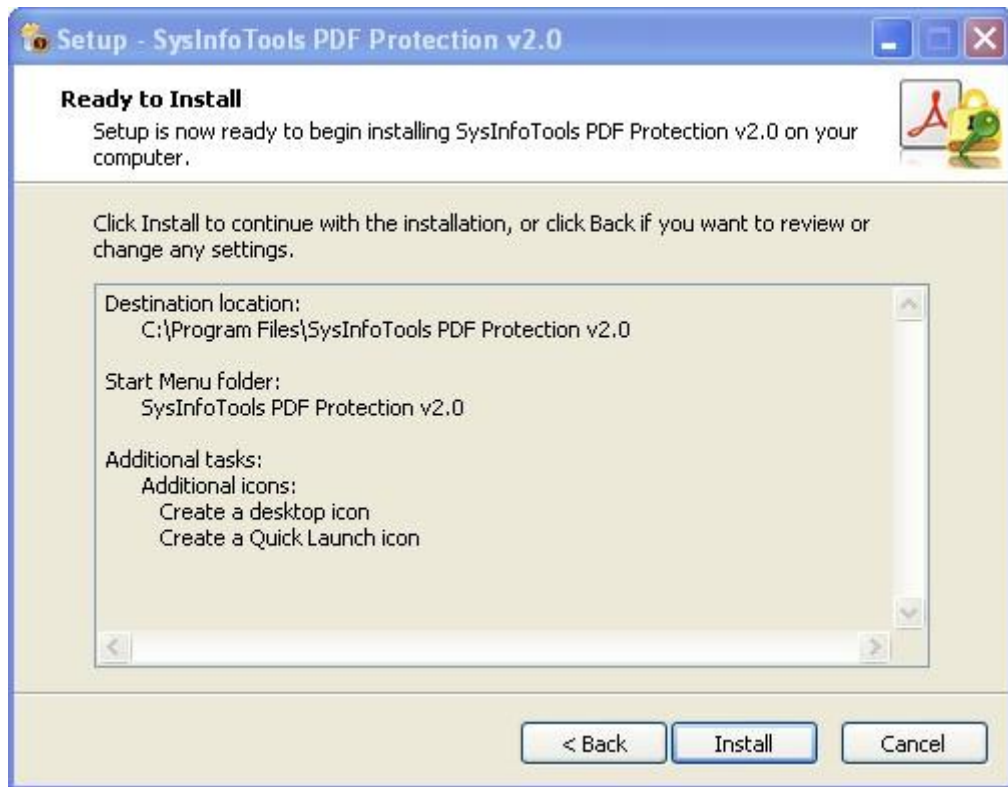 Setup - SysInfoTools PDF Protection v2.0
Ready to Install
Setup is now ready to begin installing SysInfoTools PDF Protection v2.0 on your
computer.
Click Install to continue with the installation, or click Back if you want to review or
change any settings.
Destination location:
C:\Program Files\SysInfoTools PDF Protection v2.0
Start Menu folder:
SysInfoTools PDF Protection v2.0
Additional tasks:
Additional icons:
Create a desktop icon
Create a Quick Launch icon
< Back Install Cancel